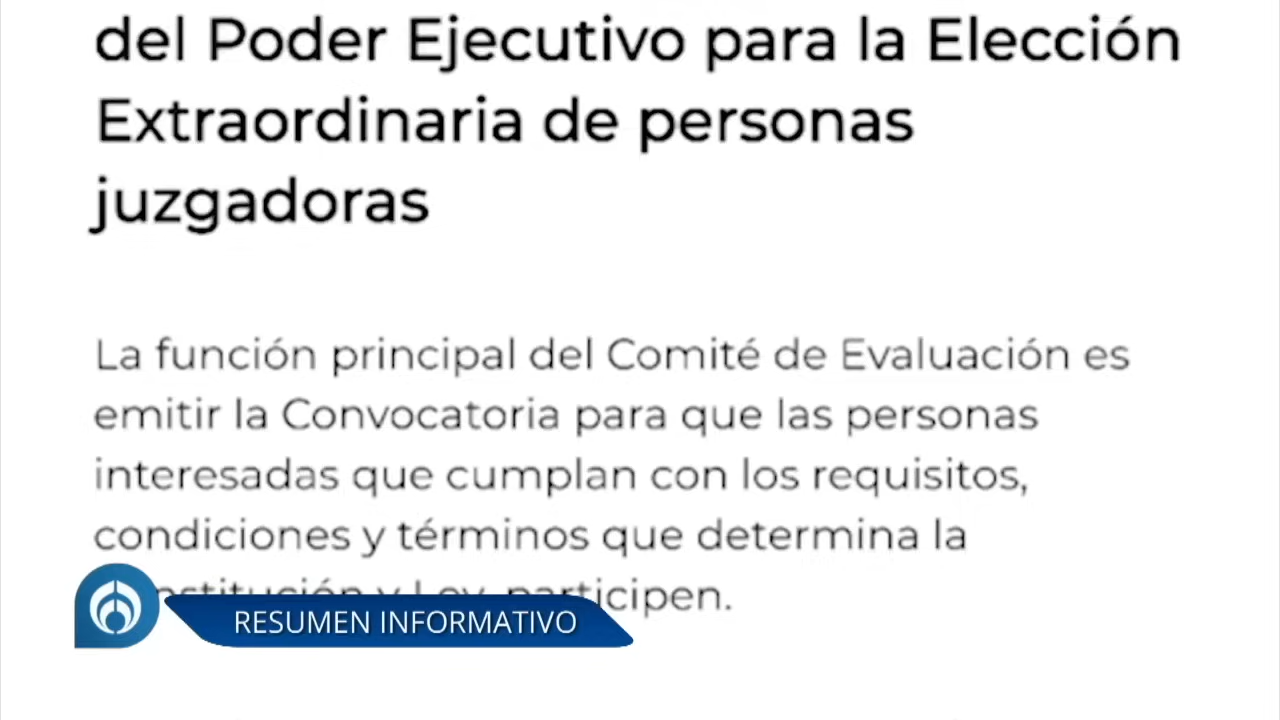 del Poder Ejecutivo para la Elección
Extraordinaria de personas
juzgadoras
La función principal del Comité de Evaluación es
emitir la Convocatoria para que las personas
interesadas que cumplan con los requisitos,
condiciones y términos que determina la
participen.
RESUMEN INFORMATIVO